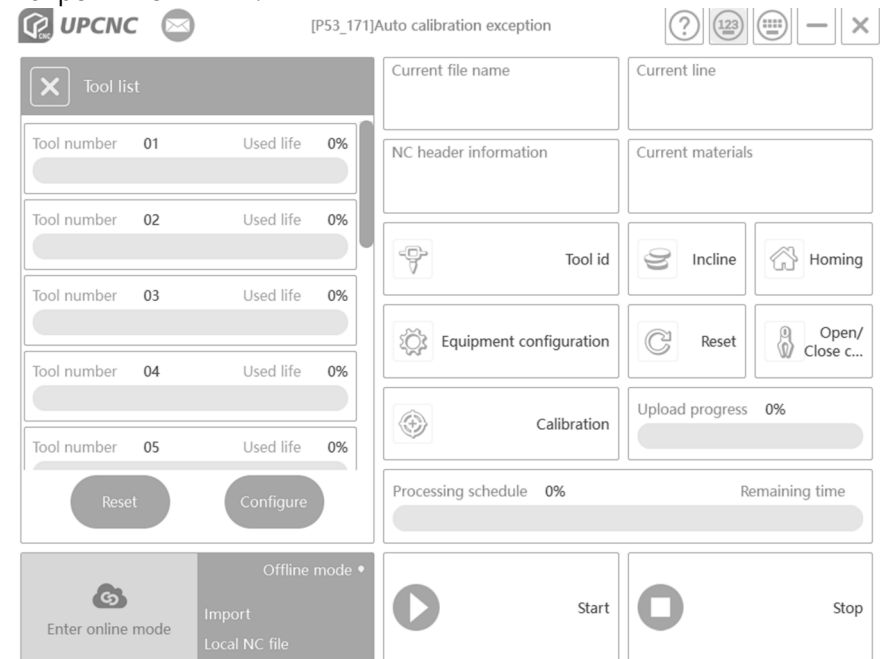 UPCNC
[P53_171]Auto calibration exception
?
123
Tool list
Tool number 01 Used life 0%
Tool number 02 Used life 0%
Tool number 03 Used life 0%
Tool number 04 Used life 0%
Tool number 05 Used life 0%
Reset
Configure
Enter online mode
Offline mode
Import
Local NC file
Current file name
Current line
NC header information
Current materials
Tool id
Incline
Homing
Equipment configuration
Reset
Open/
Close c...
Calibration
Upload progress 0%
Processing schedule 0% Remaining time
Start
Stop